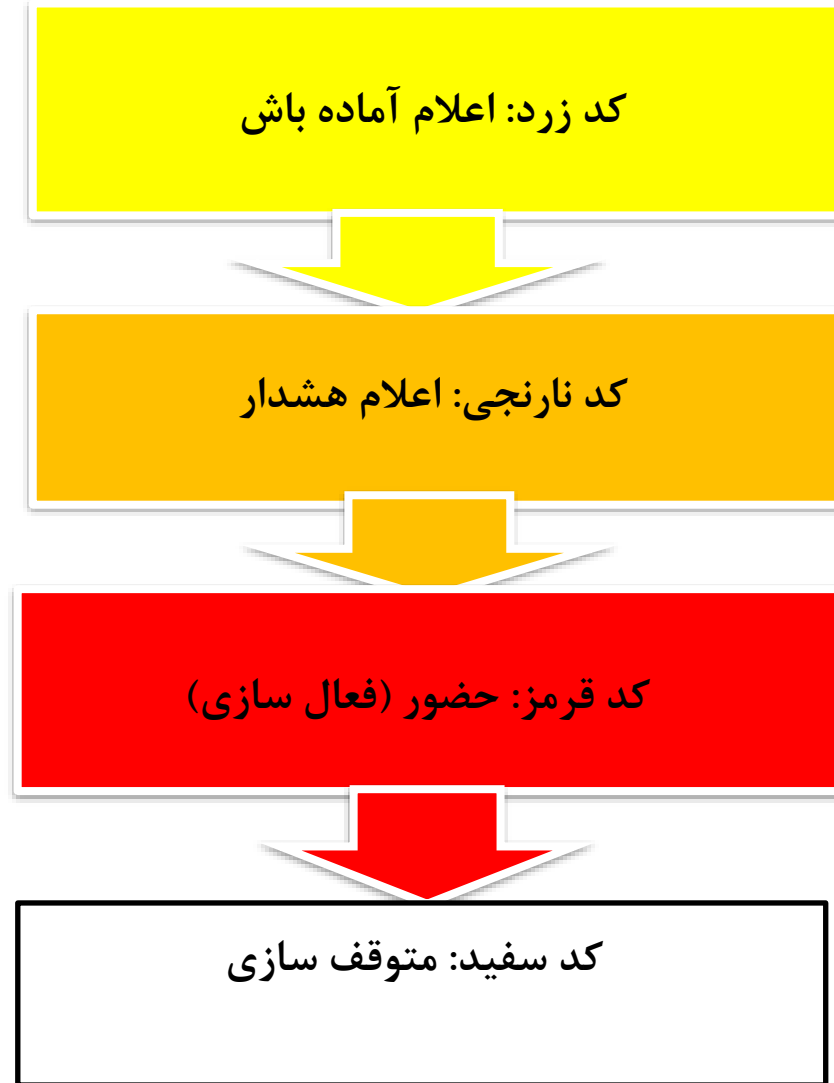 کد زرد: اعلام آماده باش
کد نارنجی: اعلام هشدار
کد قرمز: حضور (فعال سازی)
کد سفید: متوقف سازی